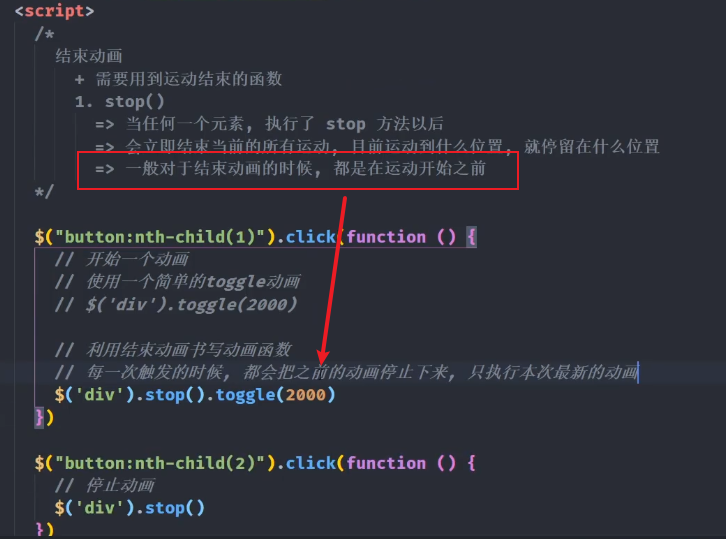 <script>
/*
结束动画
+ 需要用到运动结束的函数
1. stop()
=> 当任何一个元素, 执行了 stop 方法以后
=> 会立即结束当前的所有运动, 目前运动到什么位置, 就停留在什么位置
=> 一般对于结束动画的时候, 都是在运动开始之前
*/
$("button:nth-child(1)").click(function () {
// 开始一个动画
// 使用一个简单的toggle动画
// $('div').toggle(2000)
// 利用结束动画书写动画函数
// 每一次触发的时候, 都会把之前的动画停止下来, 只执行本次最新的动画
$('div').stop().toggle(2000)
})
$("button:nth-child(2)").click(function () {
// 停止动画
$('div').stop()
})